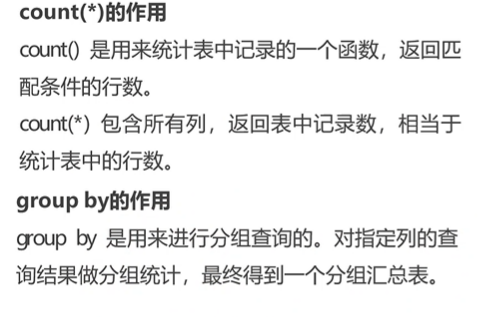 count(*)的作用
count() 是用来统计表中记录的一个函数，返回匹
配条件的行数。
count(*) 包含所有列，返回表中记录数，相当于
统计表中的行数。
group by的作用
group by 是用来进行分组查询的。对指定列的查
询结果做分组统计，最终得到一个分组汇总表。